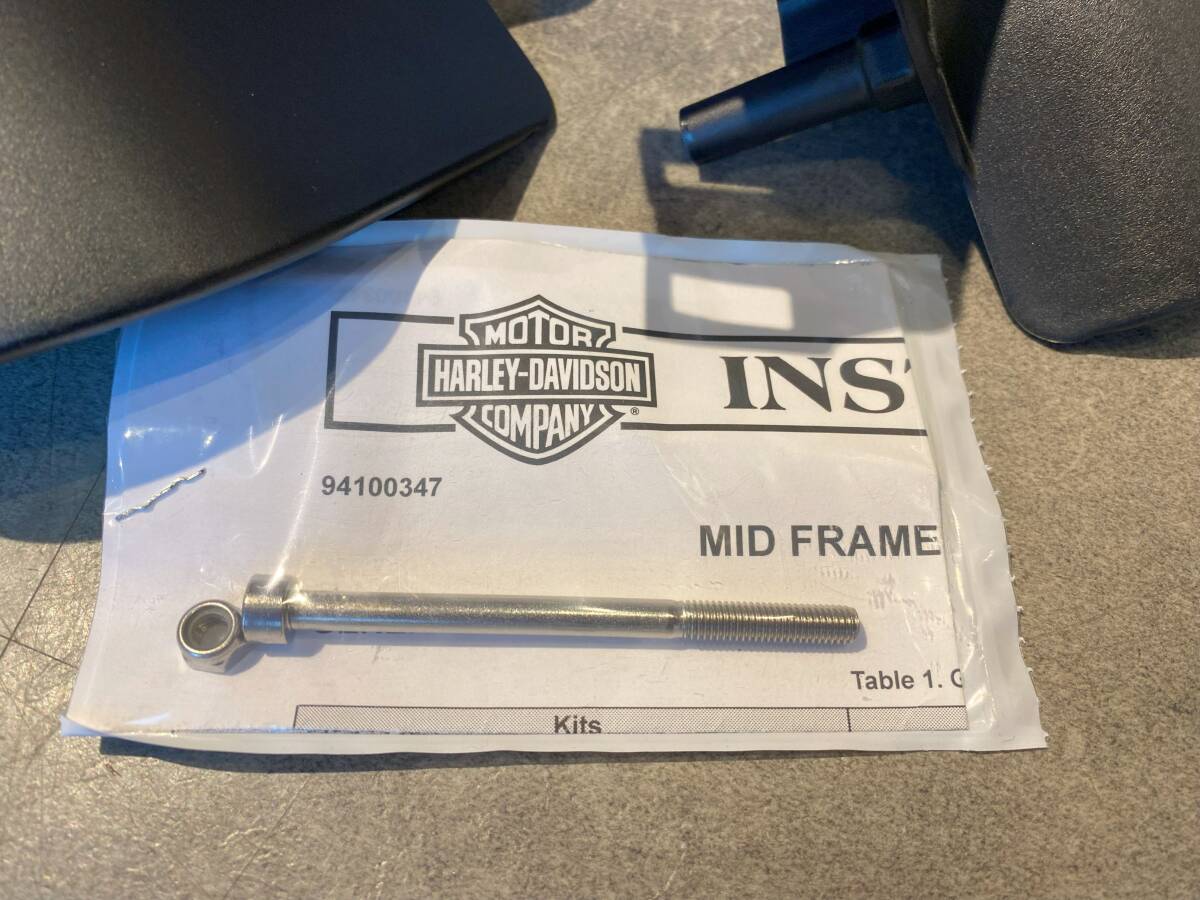 MOTOR
HARLEY-DAVIDSON
COMPANY
®
INS
94100347
MID FRAME
Table 1. G
Kits